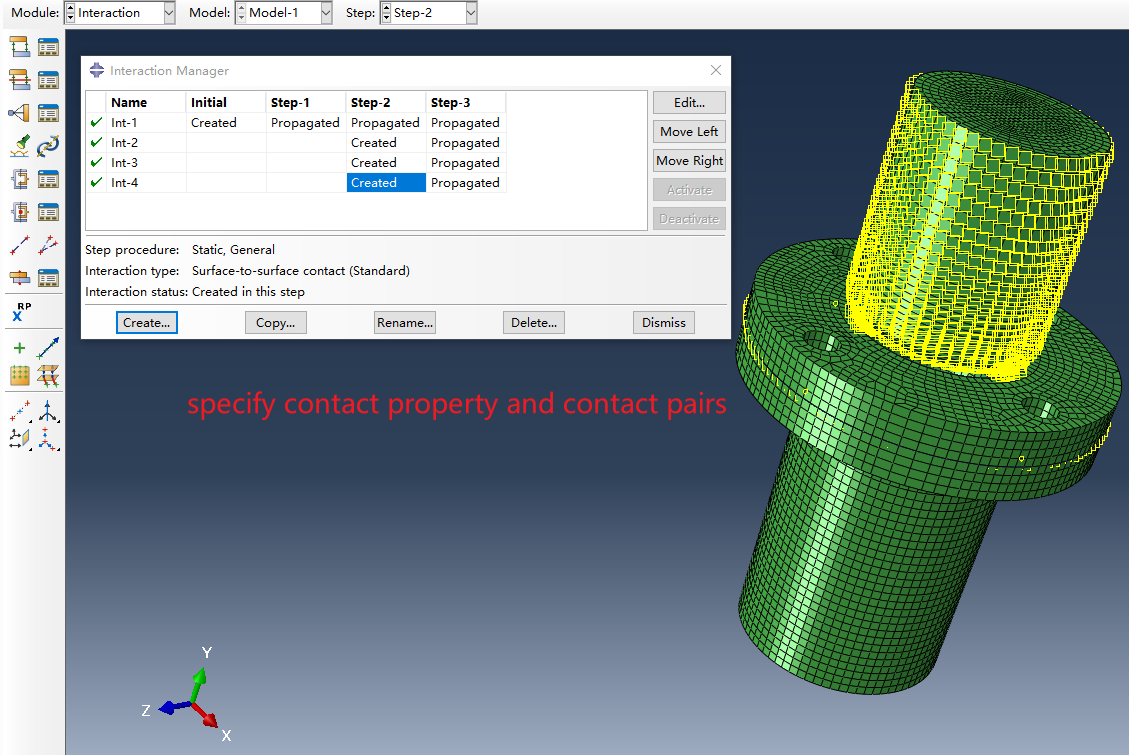 Module: Interaction Model: Model-1 Step: Step-2
Interaction Manager
Name Initial Step-1 Step-2 Step-3
Int-1 Created Propagated Propagated Propagated
Int-2 Created Propagated
Int-3 Created Propagated
Int-4 Created Propagated
Edit...
Move Left
Move Right
Activate
Deactivate
Step procedure: Static, General
Interaction type: Surface-to-surface contact (Standard)
Interaction status: Created in this step
Create... Copy... Rename... Delete... Dismiss
RP
specify contact property and contact pairs
Y
Z
X